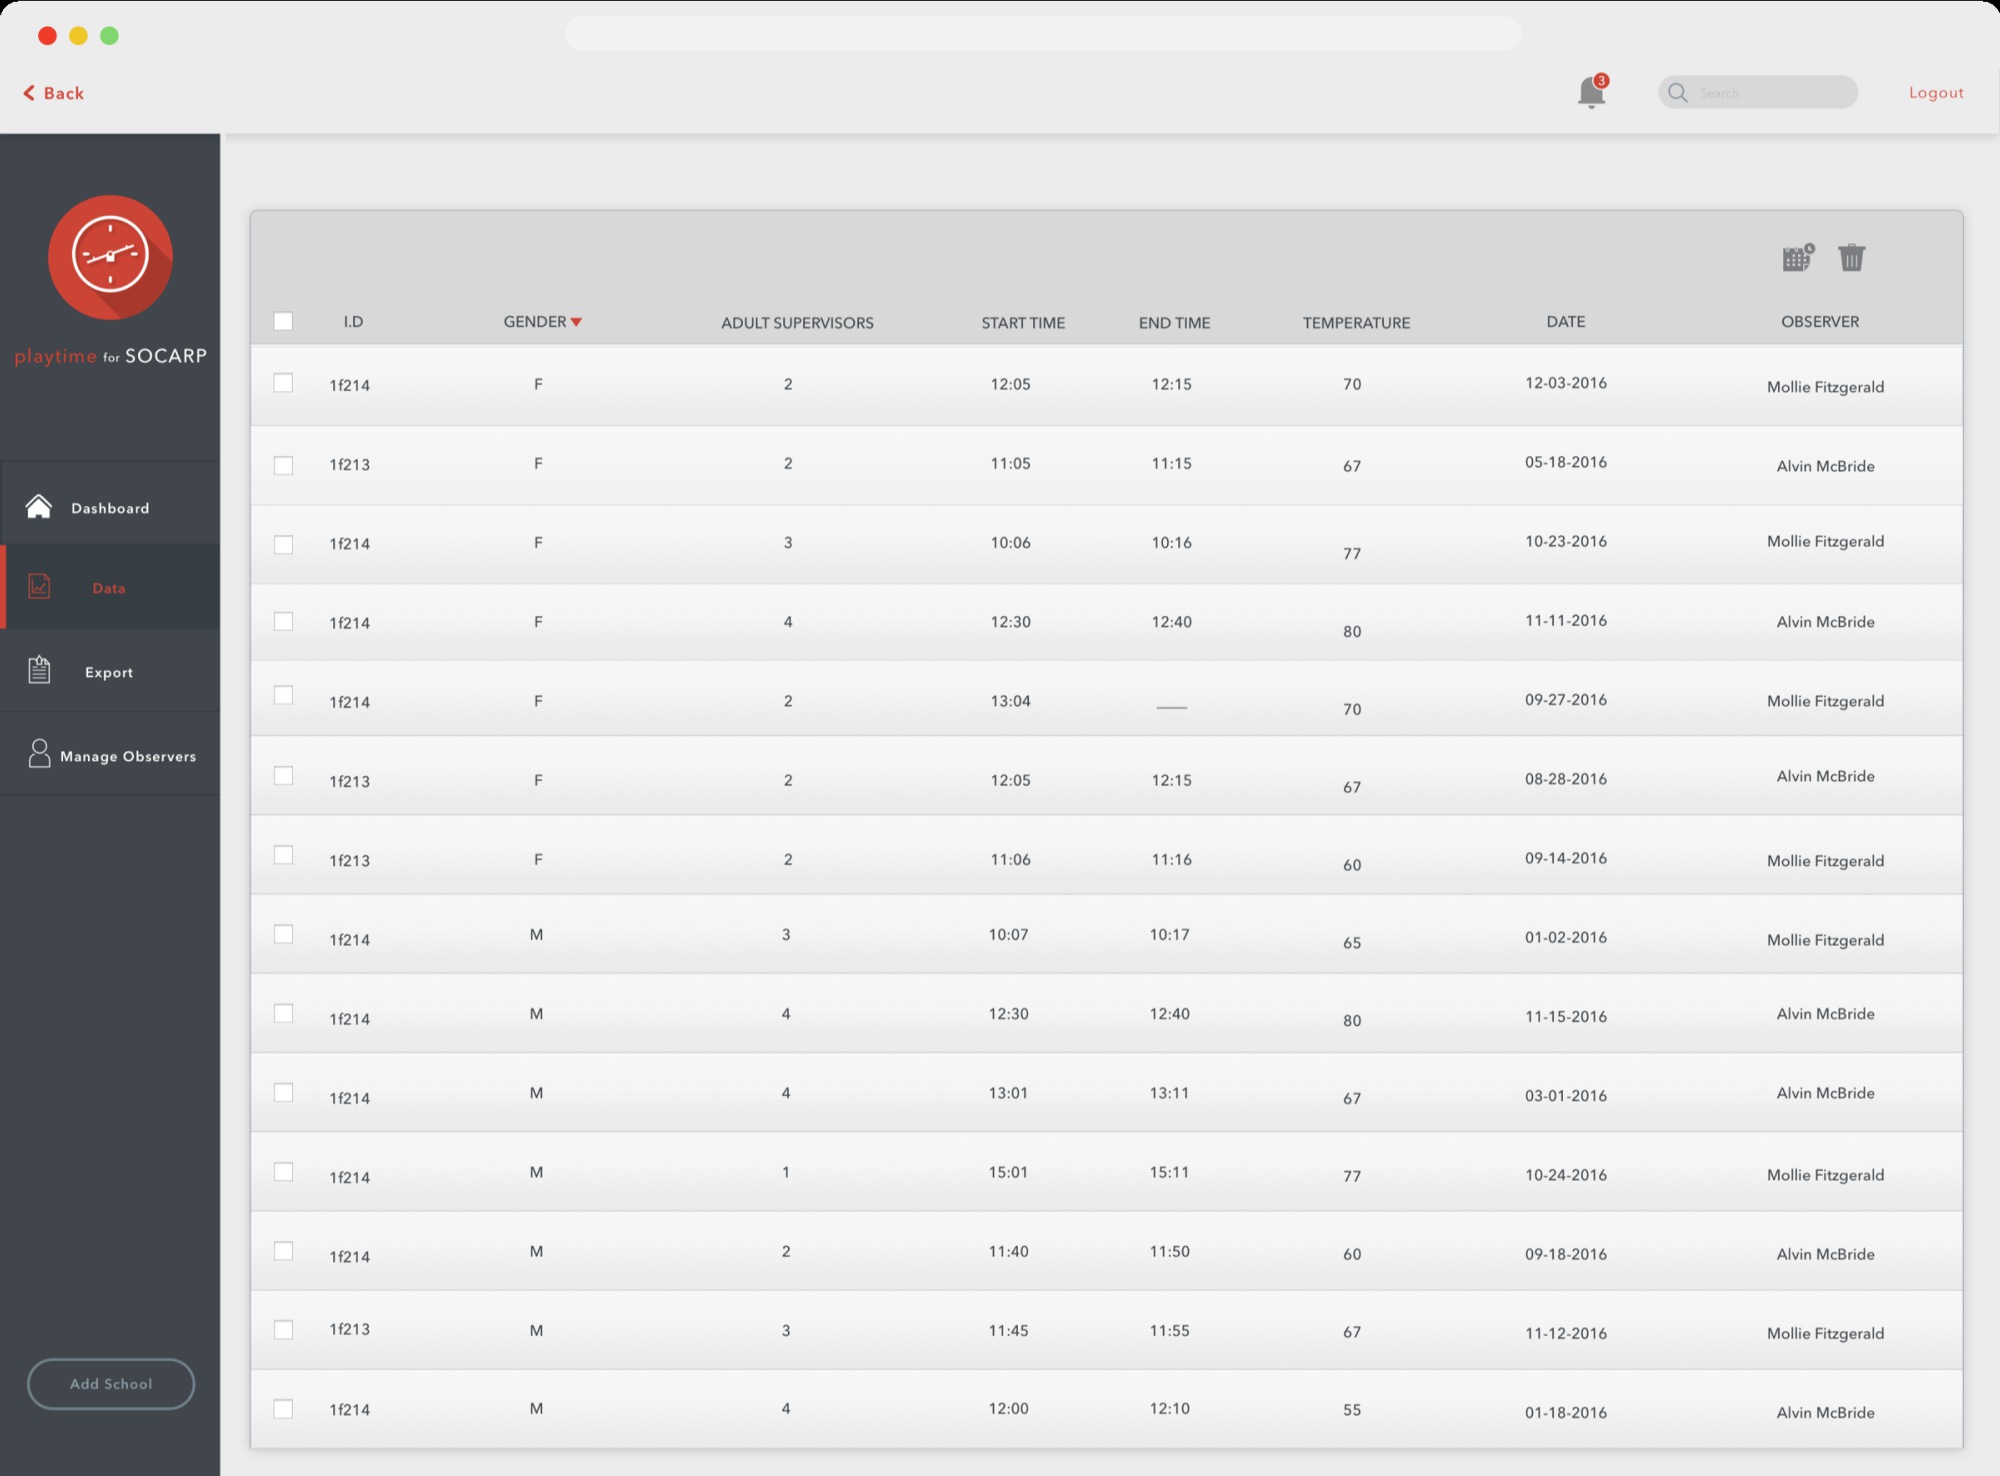 3
Back
Search
Logout
playtime for SOCARP
Dashboard
Data
Export
Manage Observers
Add School
I.D GENDER ADULT SUPERVISORS START TIME END TIME TEMPERATURE DATE OBSERVER
1f214 F 2 12:05 12:15 70 12-03-2016 Mollie Fitzgerald
1f213 F 2 11:05 11:15 67 05-18-2016 Alvin McBride
1f214 F 3 10:06 10:16 77 10-23-2016 Mollie Fitzgerald
1f214 F 4 12:30 12:40 80 11-11-2016 Alvin McBride
1f214 F 2 13:04 — 70 09-27-2016 Mollie Fitzgerald
1f213 F 2 12:05 12:15 67 08-28-2016 Alvin McBride
1f213 F 2 11:06 11:16 60 09-14-2016 Mollie Fitzgerald
1f214 M 3 10:07 10:17 65 01-02-2016 Mollie Fitzgerald
1f214 M 4 12:30 12:40 80 11-15-2016 Alvin McBride
1f214 M 4 13:01 13:11 67 03-01-2016 Alvin McBride
1f214 M 1 15:01 15:11 77 10-24-2016 Mollie Fitzgerald
1f214 M 2 11:40 11:50 60 09-18-2016 Alvin McBride
1f213 M 3 11:45 11:55 67 11-12-2016 Mollie Fitzgerald
1f214 M 4 12:00 12:10 55 01-18-2016 Alvin McBride